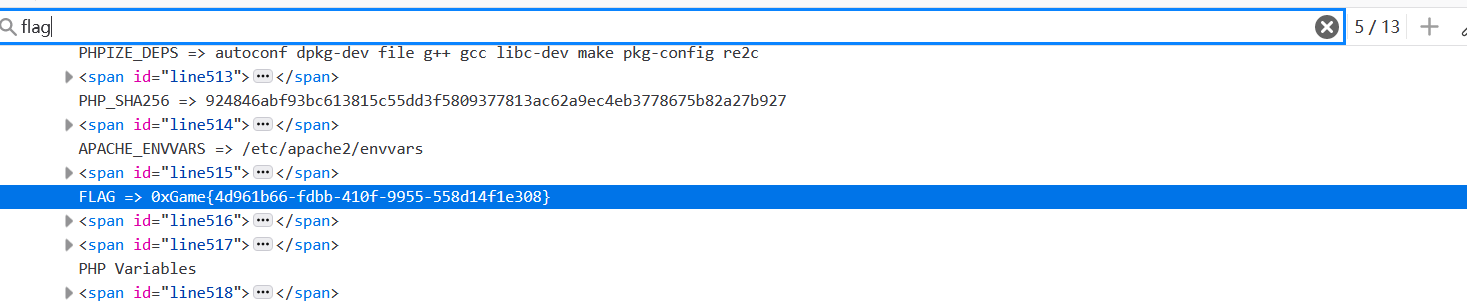 flag
5 / 13
PHPIZE_DEPS => autoconf dpkg-dev file g++ gcc libc-dev make pkg-config re2c
<span id="line513">•••</span>
PHP_SHA256 => 924846abf93bc613815c55dd3f5809377813ac62a9ec4eb3778675b82a27b927
<span id="line514">•••</span>
APACHE_ENVVARS => /etc/apache2/envvars
<span id="line515">•••</span>
FLAG => 0xGame{4d961b66-fdbb-410f-9955-558d14f1e308}
<span id="line516">•••</span>
<span id="line517">•••</span>
PHP Variables
<span id="line518">•••</span>